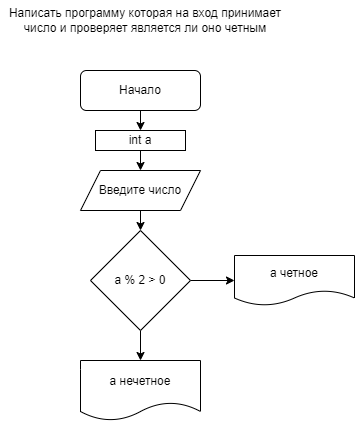 Написать программу которая на вход принимает
число и проверяет является ли оно четным
Начало
int a
Введите число
a % 2 > 0
а четное
а нечетное